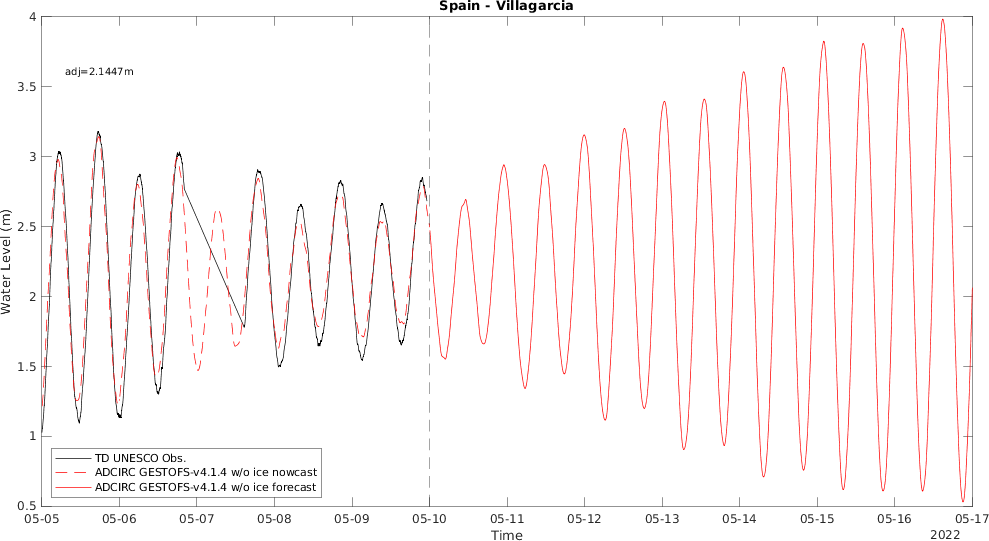 Spain - Villagarcia
adj=2.1447m
Water Level (m)
4
3.5
3
2.5
2
1.5
1
0.5
TD UNESCO Obs.
ADCIRC GESTOFS-v4.1.4 w/o ice nowcast
ADCIRC GESTOFS-v4.1.4 w/o ice forecast
05-05 05-06 05-07 05-08 05-09 05-10 05-11 05-12 05-13 05-14 05-15 05-16 05-17
Time
2022